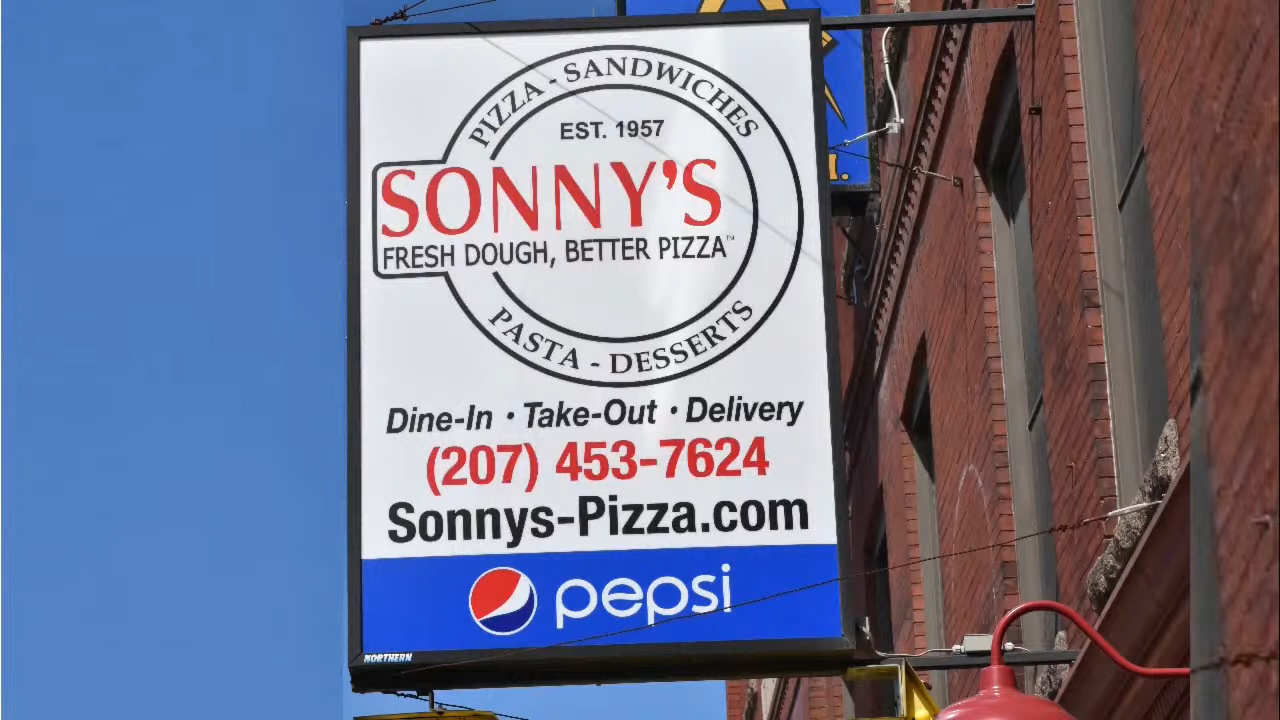 PIZZA - SANDWICHES
EST. 1957
SONNY'S
FRESH DOUGH, BETTER PIZZA™
PASTA - DESSERTS
Dine-In · Take-Out · Delivery
(207) 453-7624
Sonnys-Pizza.com
pepsi
NORTHERN